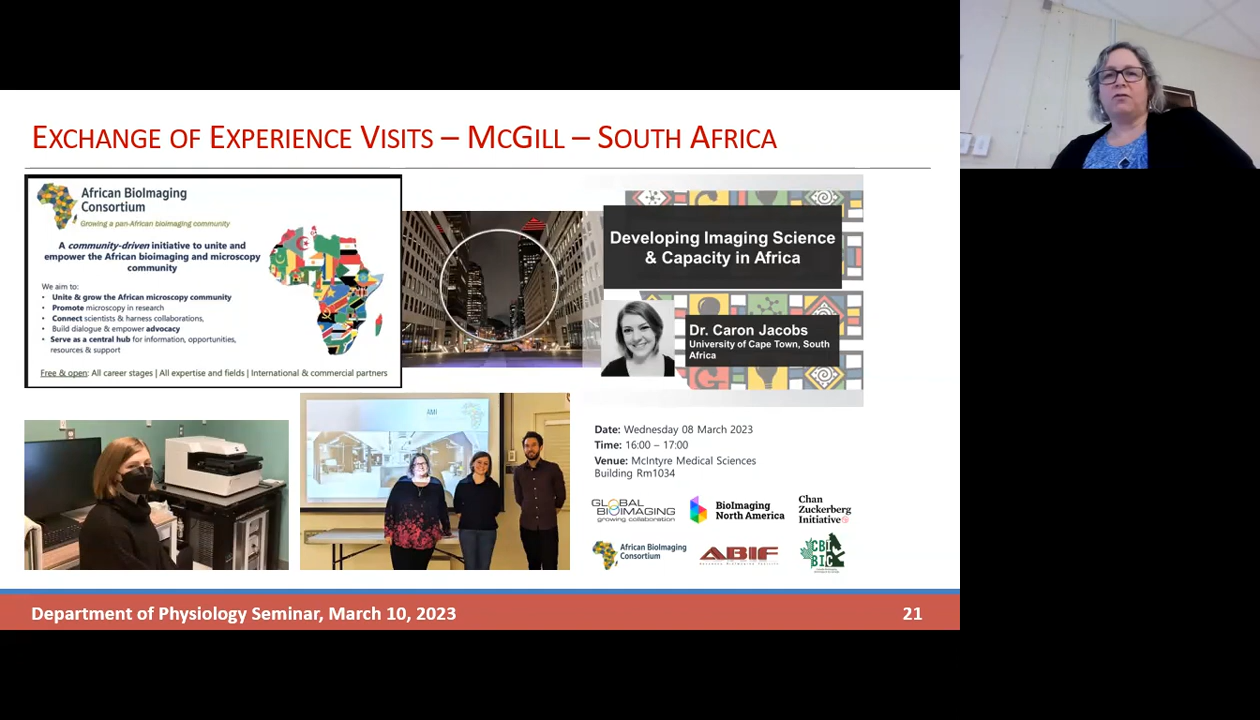 EXCHANGE OF EXPERIENCE VISITS – MCGILL – SOUTH AFRICA
African BioImaging
Consortium
Growing a pan-African bioimaging community
A community-driven initiative to unite and
empower the African bioimaging and microscopy
community
We aim to:
• Unite & grow the African microscopy community
• Promote microscopy in research
• Connect scientists & harness collaborations,
• Build dialogue & empower advocacy
• Serve as a central hub for information, opportunities,
resources & support
Free & open: All career stages | All expertise and fields | International & commercial partners
Developing Imaging Science
& Capacity in Africa
Dr. Caron Jacobs
University of Cape Town, South
Africa
AMI
Date: Wednesday 08 March 2023
Time: 16:00 – 17:00
Venue: McIntyre Medical Sciences
Building Rm1034
GLOBAL
BIOIMAGING
growing collaboration
BioImaging
North America
Chan
Zuckerberg
Initiative
African BioImaging
Consortium
ABIF
CBI
BIC
Department of Physiology Seminar, March 10, 2023
21